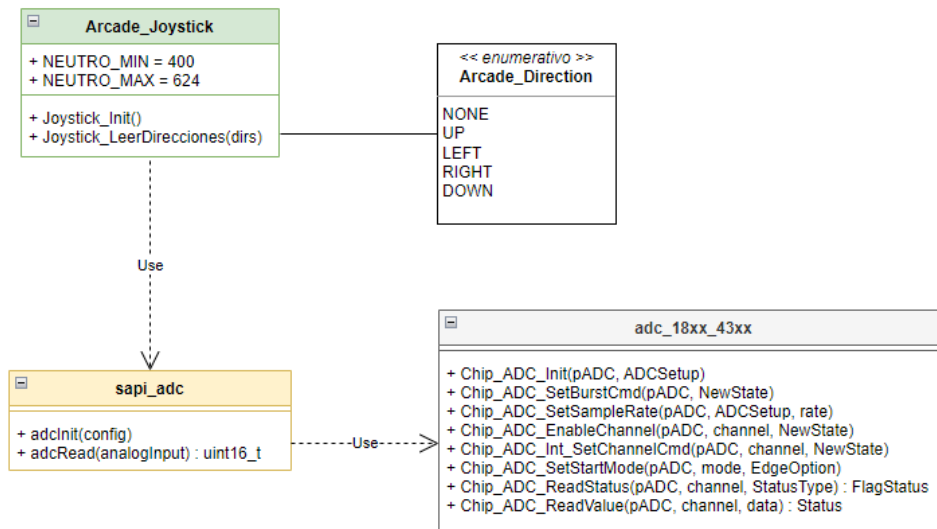 Arcade_Joystick
+ NEUTRO_MIN = 400
+ NEUTRO_MAX = 624
+ Joystick_Init()
+ Joystick_LeerDirecciones(dirs)
<< enumerativo >>
Arcade_Direction
NONE
UP
LEFT
RIGHT
DOWN
Use
sapi_adc
+ adcInit(config)
+ adcRead(analogInput) : uint16_t
Use
adc_18xx_43xx
+ Chip_ADC_Init(pADC, ADCSetup)
+ Chip_ADC_SetBurstCmd(pADC, NewState)
+ Chip_ADC_SetSampleRate(pADC, ADCSetup, rate)
+ Chip_ADC_EnableChannel(pADC, channel, NewState)
+ Chip_ADC_Int_SetChannelCmd(pADC, channel, NewState)
+ Chip_ADC_SetStartMode(pADC, mode, EdgeOption)
+ Chip_ADC_ReadStatus(pADC, channel, StatusType) : FlagStatus
+ Chip_ADC_ReadValue(pADC, channel, data) : Status